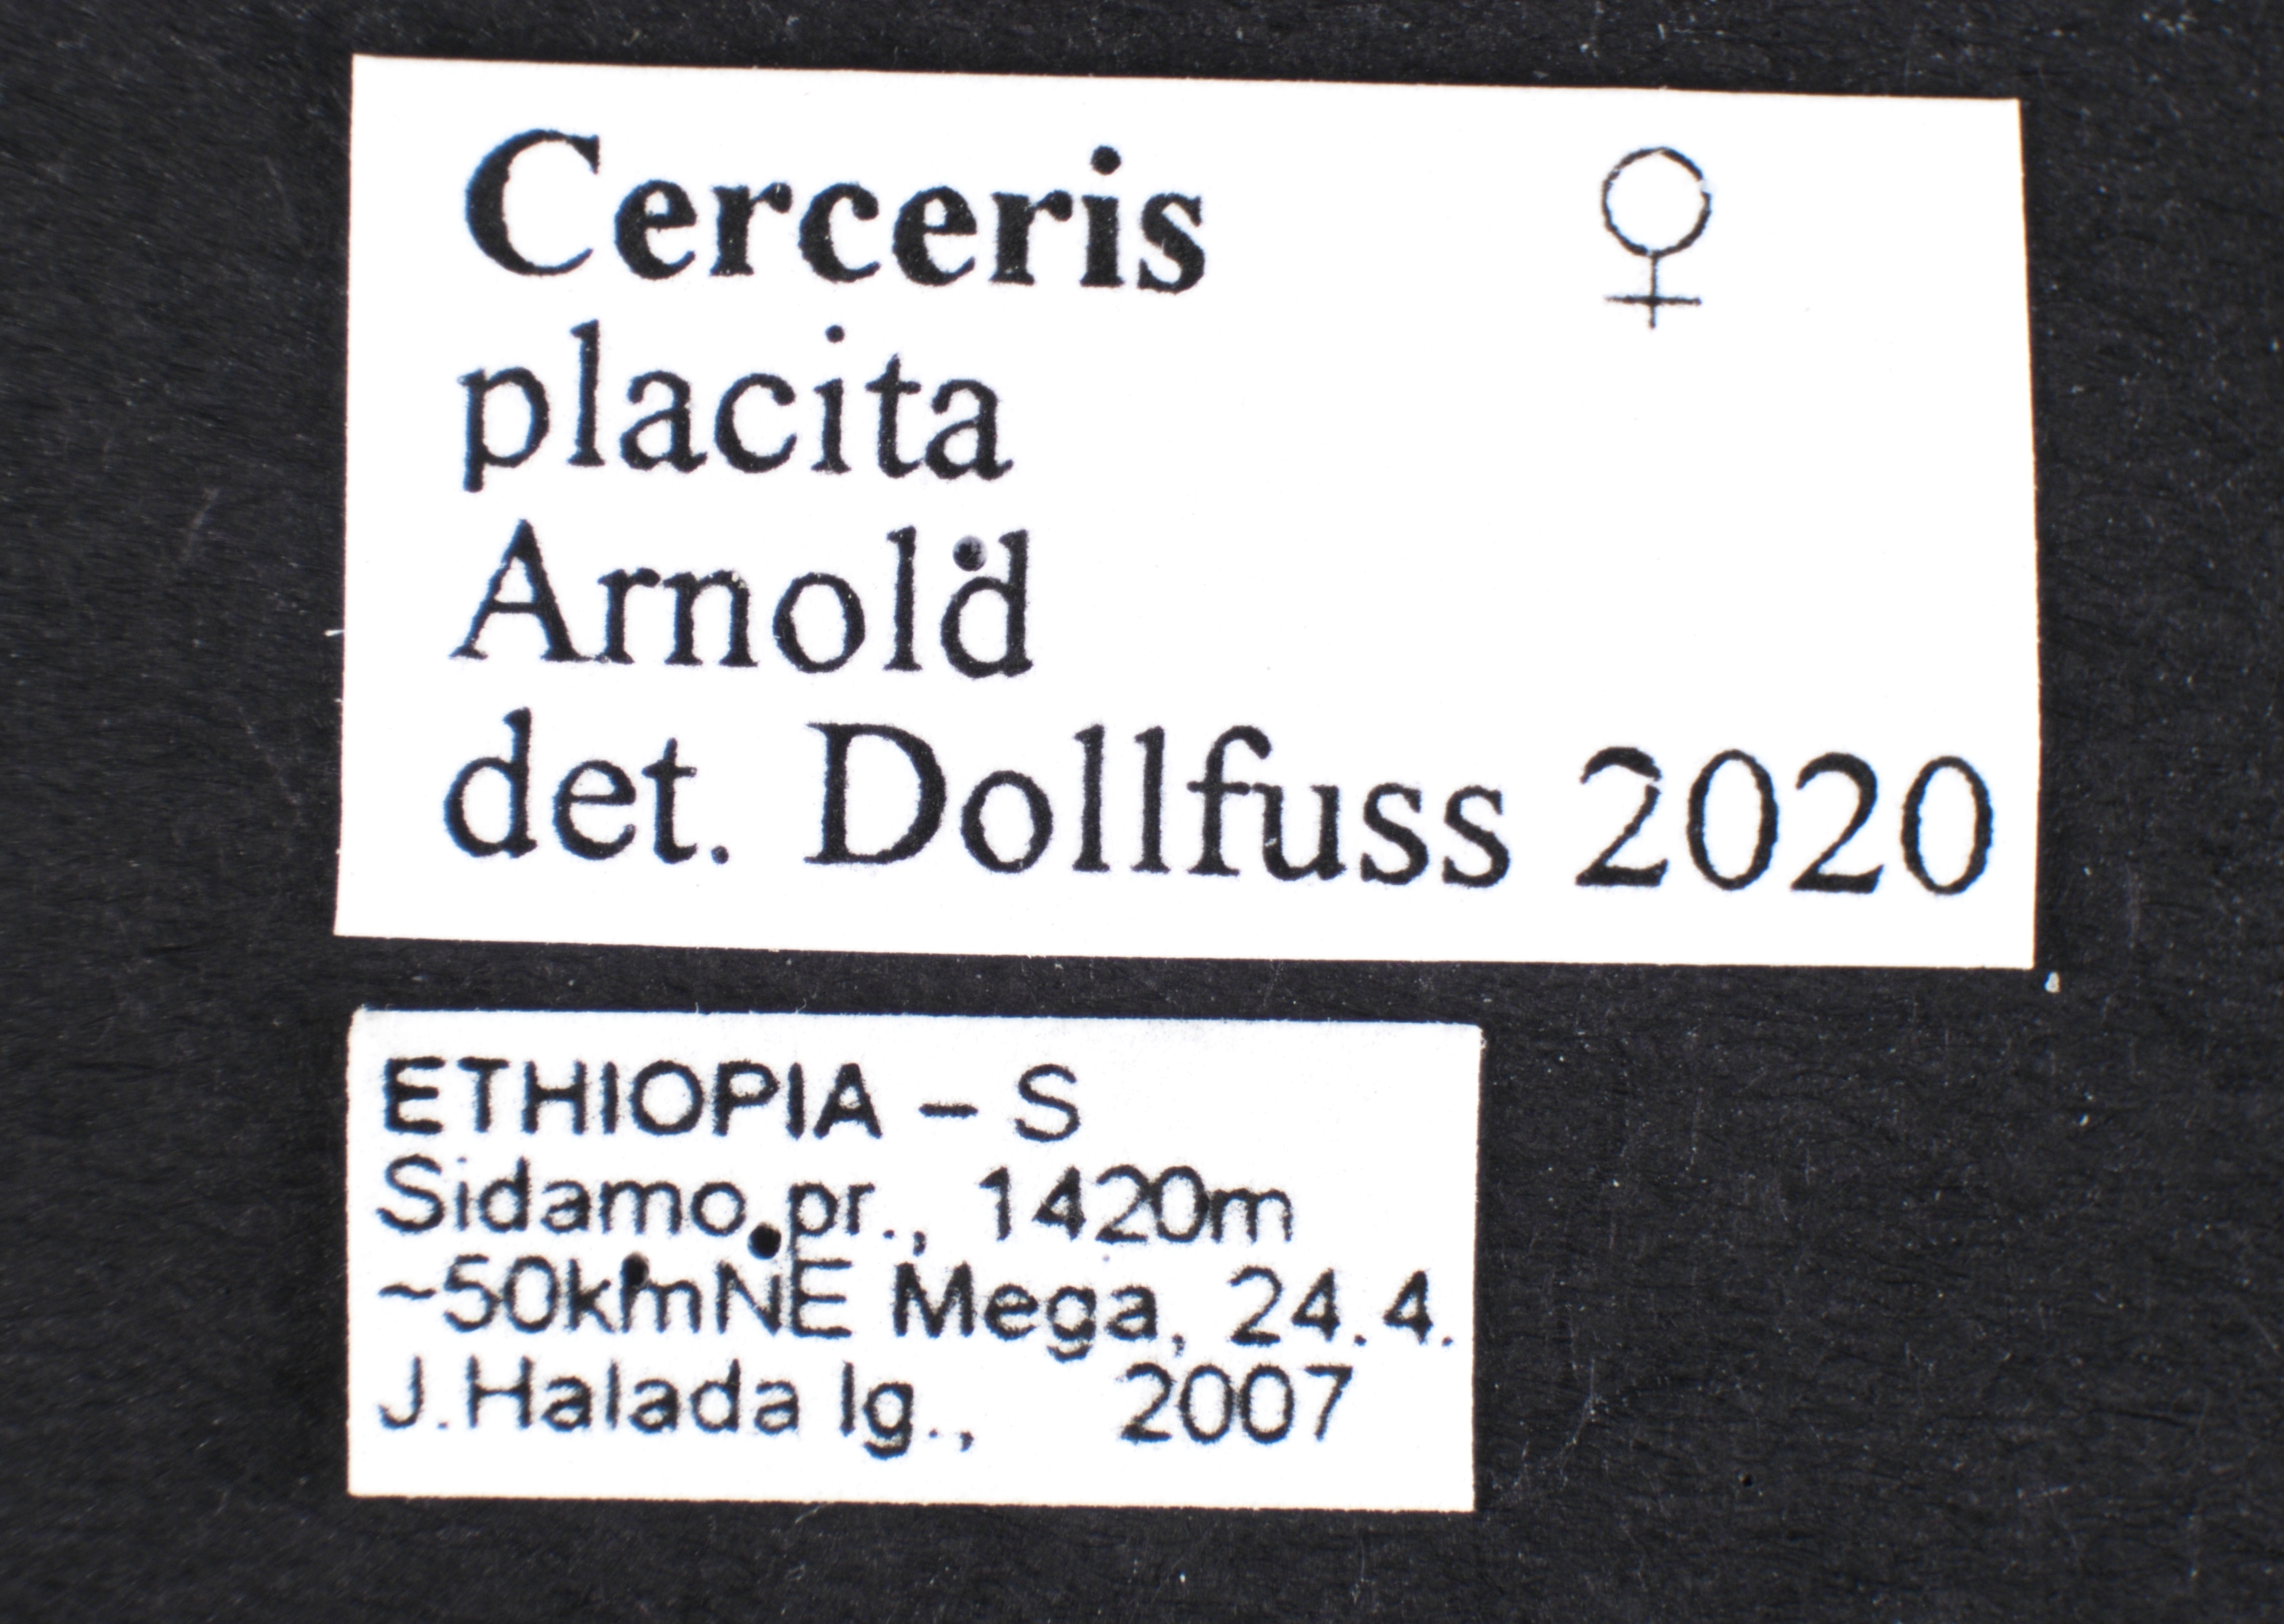 Cerceris ♀
placita
Arnold
det. Dollfuss 2020
ETHIOPIA – S
Sidamo pr., 1420m
~50kmNE Mega, 24.4.
J.Halada lg., 2007